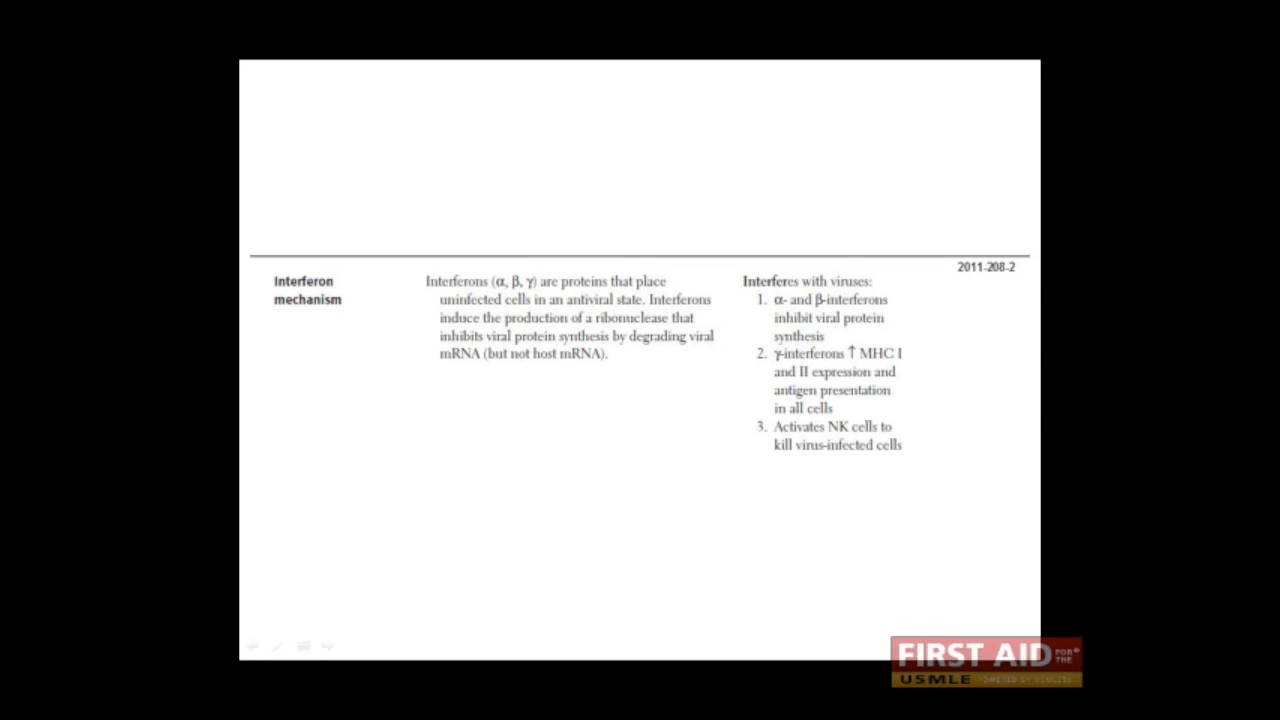 2011-208-2
Interferon
mechanism
Interferons (α, β, γ) are proteins that place
uninfected cells in an antiviral state. Interferons
induce the production of a ribonuclease that
inhibits viral protein synthesis by degrading viral
mRNA (but not host mRNA).
Interferes with viruses:
1. α- and β-interferons
inhibit viral protein
synthesis
2. γ-interferons ↑ MHC I
and II expression and
antigen presentation
in all cells
3. Activates NK cells to
kill virus-infected cells
FIRST AID FOR THE
USMLE